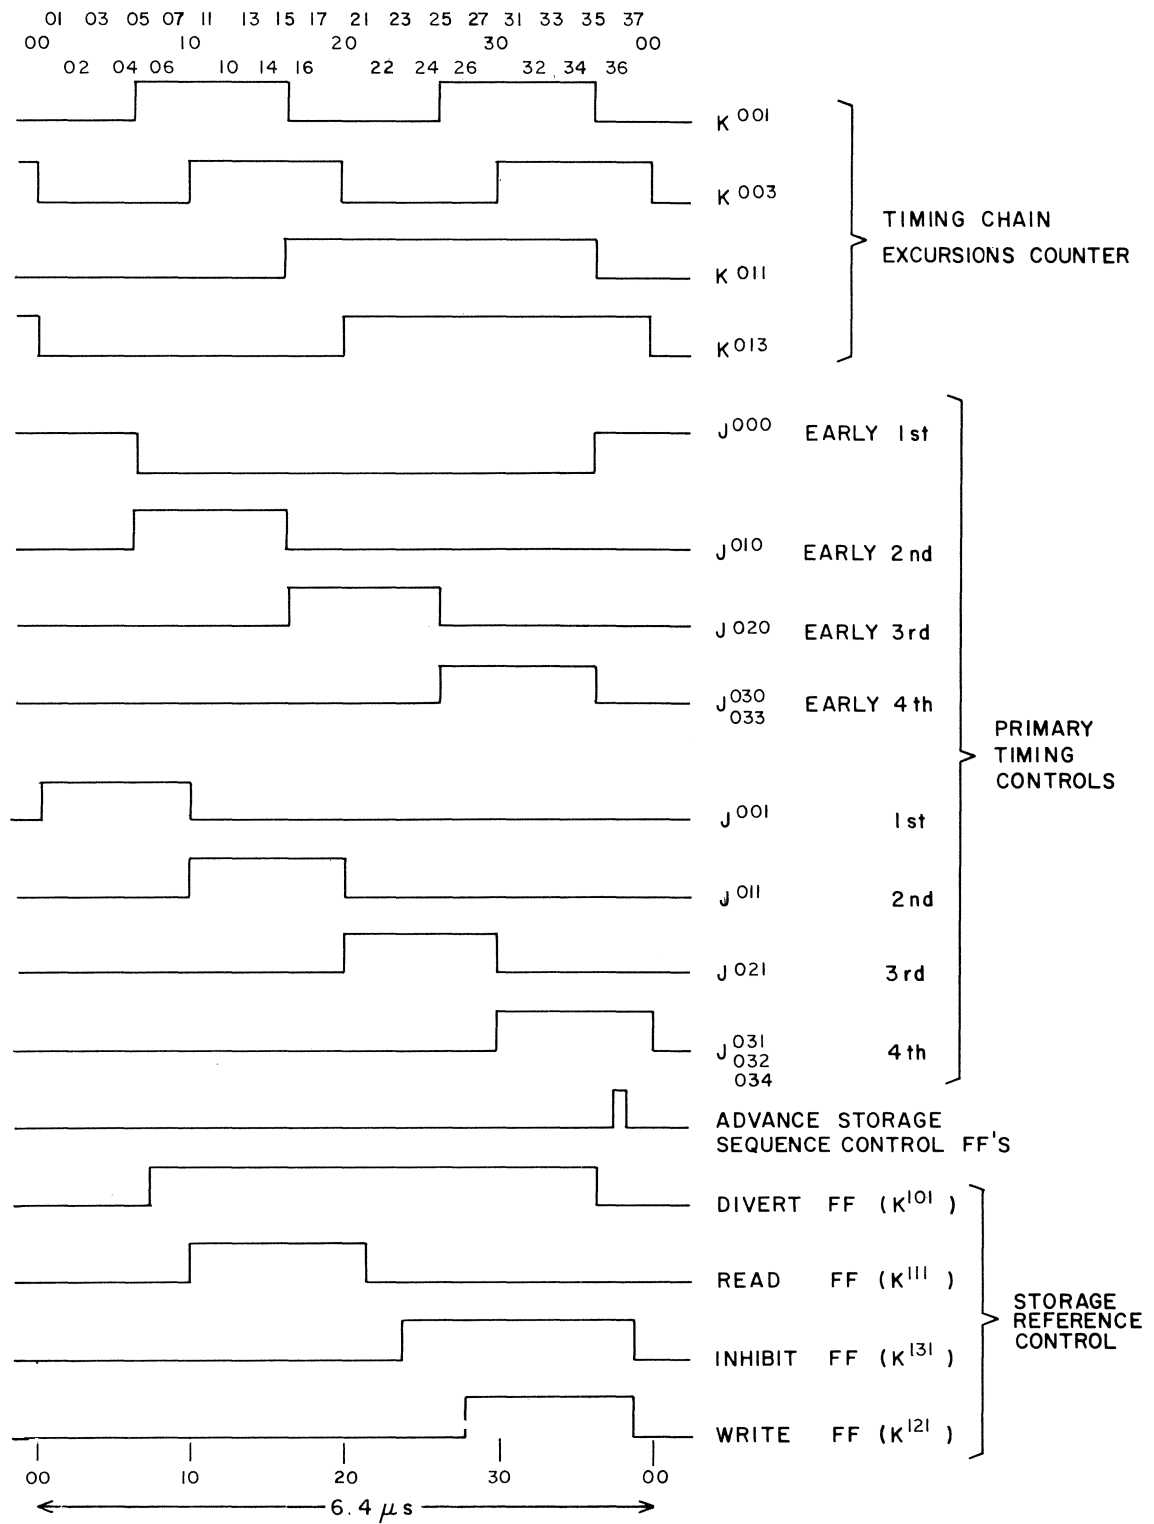 01 03 05 07 11 13 15 17 21 23 25 27 31 33 35 37
00 10 20 30 00
02 04 06 10 14 16 22 24 26 32 34 36
K001
K003
K011
K013
TIMING CHAIN
EXCURSIONS COUNTER
J000 EARLY 1st
J010 EARLY 2nd
J020 EARLY 3rd
J030 EARLY 4th
033
J001 1st
J011 2nd
J021 3rd
J031 4th
032
034
PRIMARY
TIMING
CONTROLS
ADVANCE STORAGE
SEQUENCE CONTROL FF'S
DIVERT FF (K101)
READ FF (K111)
INHIBIT FF (K131)
WRITE FF (K121)
STORAGE
REFERENCE
CONTROL
00 10 20 30 00
6.4 μs